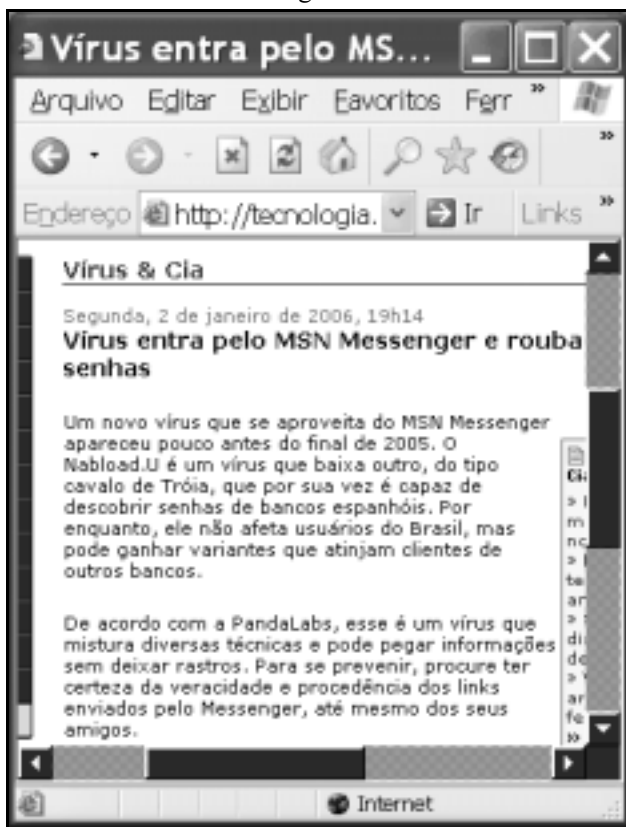 Vírus entra pelo MS...
Arquivo Editar Exibir Favoritos Ferr »
»
Endereço http://tecnologia. Ir Links »
Vírus & Cia
Segunda, 2 de janeiro de 2006, 19h14
Vírus entra pelo MSN Messenger e rouba
senhas
Um novo vírus que se aproveita do MSN Messenger
apareceu pouco antes do final de 2005. O
Nabload.U é um vírus que baixa outro, do tipo
cavalo de Tróia, que por sua vez é capaz de
descobrir senhas de bancos espanhóis. Por
enquanto, ele não afeta usuários do Brasil, mas
pode ganhar variantes que atinjam clientes de
outros bancos.
De acordo com a PandaLabs, esse é um vírus que
mistura diversas técnicas e pode pegar informações
sem deixar rastros. Para se prevenir, procure ter
certeza da veracidade e procedência dos links
enviados pelo Messenger, até mesmo dos seus
amigos.
Internet